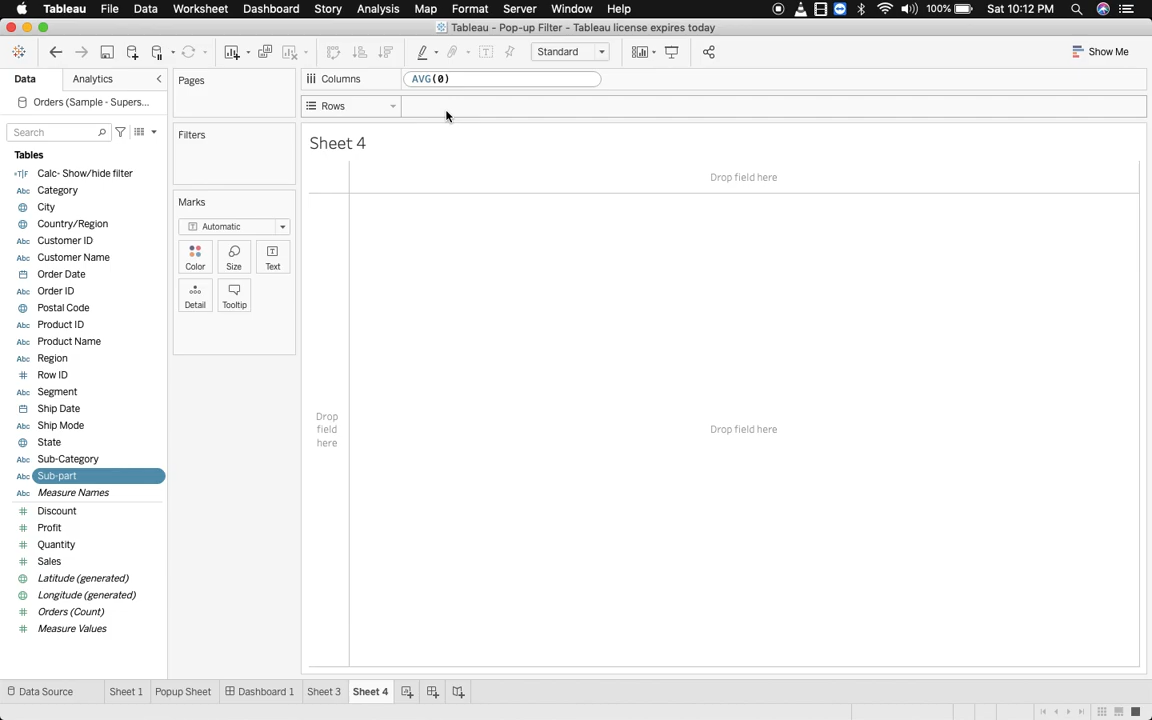 Tableau File Data Worksheet Dashboard Story Analysis Map Format Server Window Help 100% Sat 10:12 PM
Tableau - Pop-up Filter - Tableau license expires today
Standard Show Me
Data Analytics Pages Columns AVG(0)
Orders (Sample - Supers... Rows
Search Filters
Tables Sheet 4
Calc- Show/hide filter
Category
City
Country/Region
Customer ID
Customer Name
Order Date
Order ID
Postal Code
Product ID
Product Name
Region
Row ID
Segment
Ship Date
Ship Mode
State
Sub-Category
Sub-part
Measure Names
Discount
Profit
Quantity
Sales
Latitude (generated)
Longitude (generated)
Orders (Count)
Measure Values
Marks
Automatic
Color Size Text
Detail Tooltip
Drop field here
Drop
field
here
Drop field here
Data Source Sheet 1 Popup Sheet Dashboard 1 Sheet 3 Sheet 4